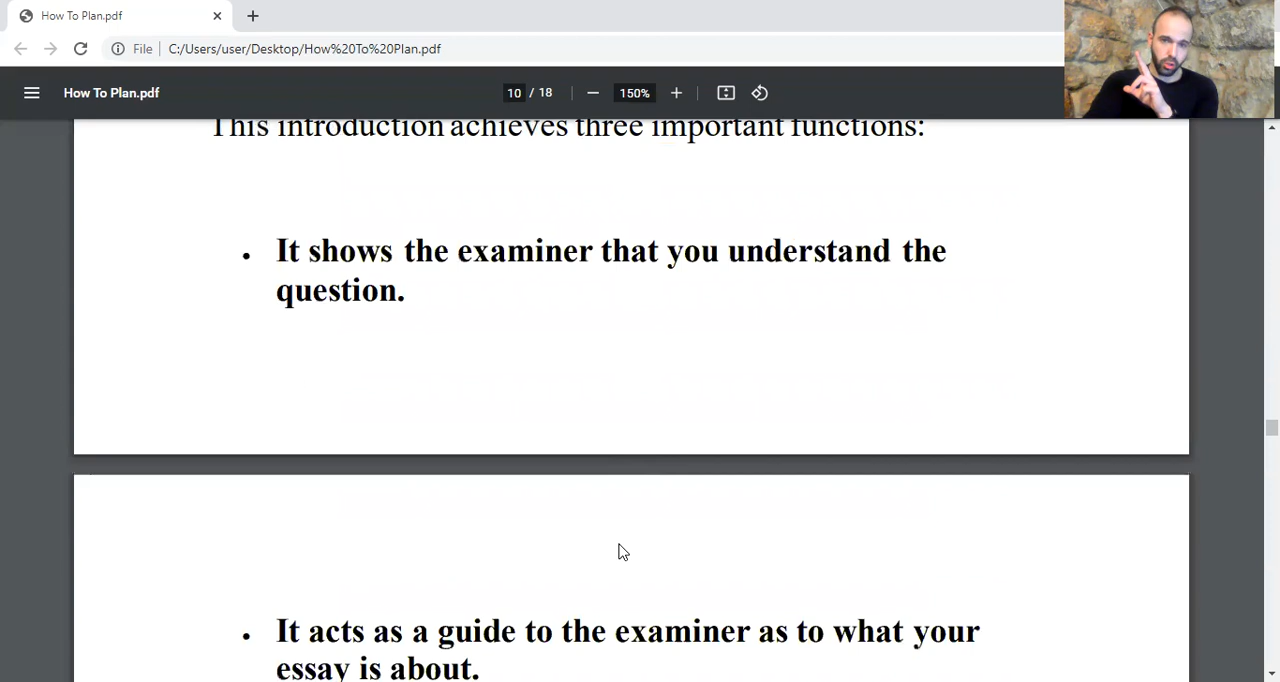 How To Plan.pdf
File
C:/Users/user/Desktop/How%20To%20Plan.pdf
How To Plan.pdf
10 / 18
150%
This introduction achieves three important functions:
• It shows the examiner that you understand the
question.
• It acts as a guide to the examiner as to what your
essay is about.